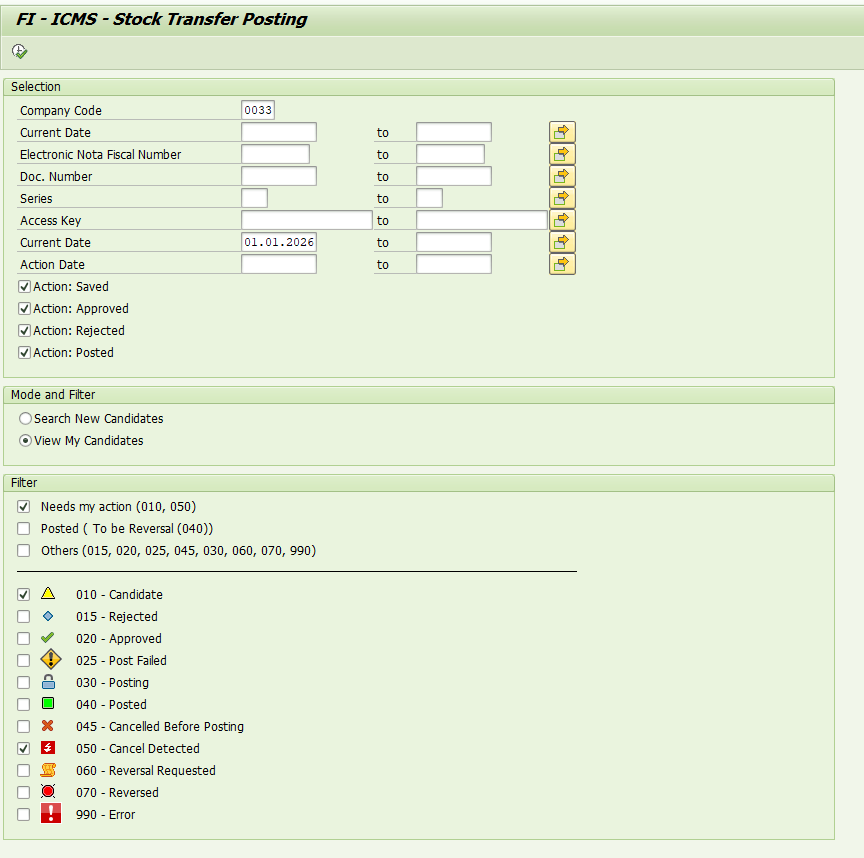 FI - ICMS - Stock Transfer Posting
Selection
Company Code 0033
Current Date to
Electronic Nota Fiscal Number to
Doc. Number to
Series to
Access Key to
Current Date 01.01.2026 to
Action Date to
Action: Saved
Action: Approved
Action: Rejected
Action: Posted
Mode and Filter
Search New Candidates
View My Candidates
Filter
Needs my action (010, 050)
Posted ( To be Reversal (040))
Others (015, 020, 025, 045, 030, 060, 070, 990)
010 - Candidate
015 - Rejected
020 - Approved
025 - Post Failed
030 - Posting
040 - Posted
045 - Cancelled Before Posting
050 - Cancel Detected
060 - Reversal Requested
070 - Reversed
990 - Error